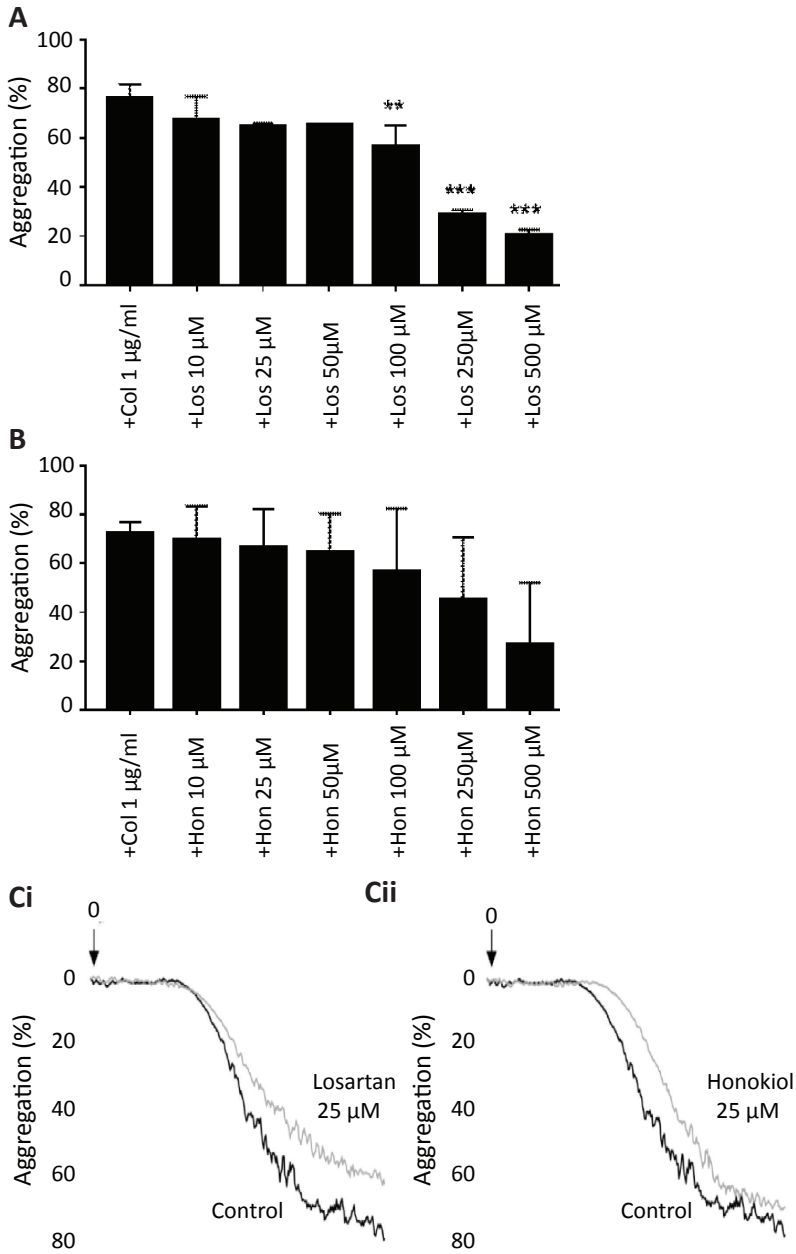 A
Aggregation (%)
100
80
60
40
20
0
**
***
***
+Col 1 µg/ml
+Los 10 µM
+Los 25 µM
+Los 50µM
+Los 100 µM
+Los 250µM
+Los 500 µM
B
Aggregation (%)
100
80
60
40
20
0
+Col 1 µg/ml
+Hon 10 µM
+Hon 25 µM
+Hon 50µM
+Hon 100 µM
+Hon 250µM
+Hon 500 µM
Ci
0
Aggregation (%)
0
20
40
60
80
Losartan
25 µM
Control
Cii
0
Aggregation (%)
0
20
40
60
80
Honokiol
25 µM
Control